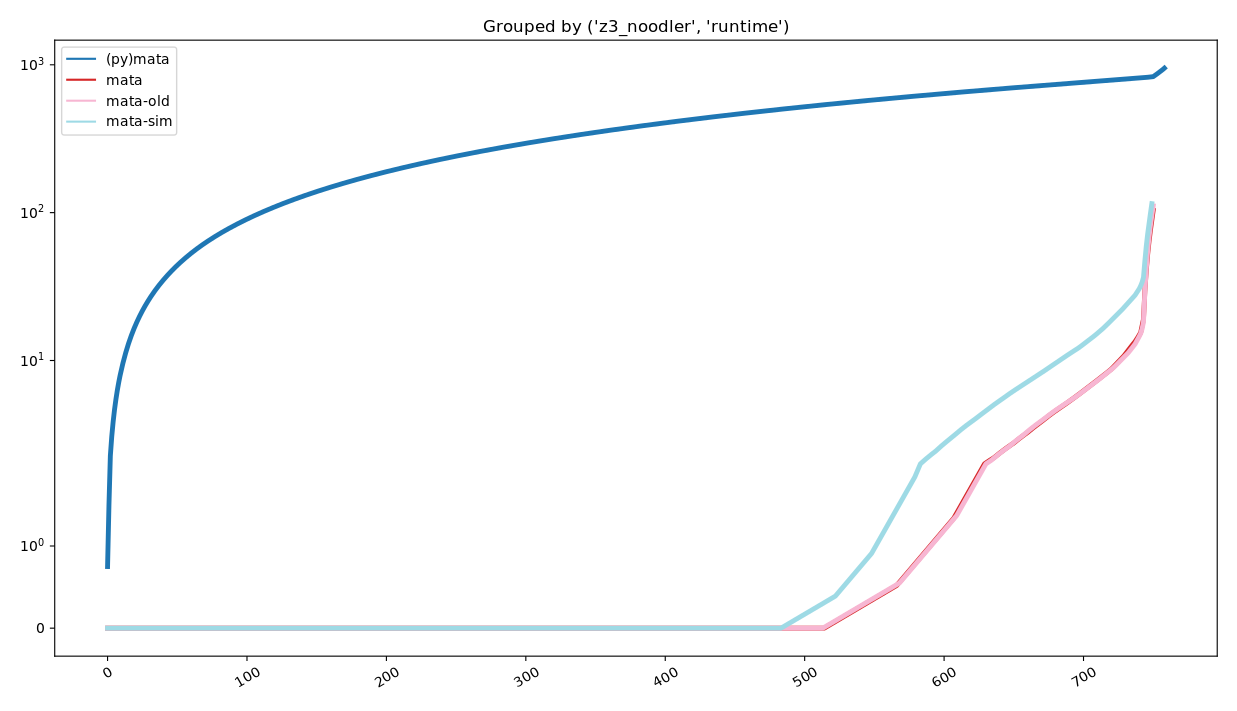 Grouped by ('z3_noodler', 'runtime')
(py)mata
mata
mata-old
mata-sim
10³
10²
10¹
10⁰
0
0
100
200
300
400
500
600
700